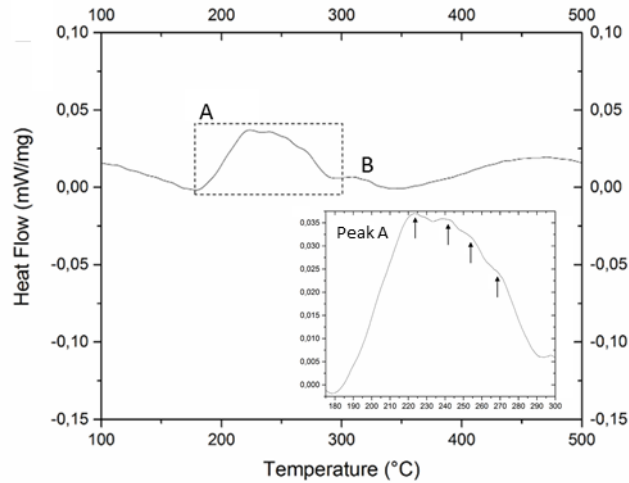 100 200 300 400 500
0,10 0,10
A
0,05 0,05
B
0,00 0,00
Heat Flow (mW/mg)
Peak A
0,035
0,030
0,025
0,020
0,015
0,010
0,005
0,000
180 190 200 210 220 230 240 250 260 270 280 290 300
-0,05 -0,05
-0,10 -0,10
-0,15 -0,15
100 200 300 400 500
Temperature (°C)